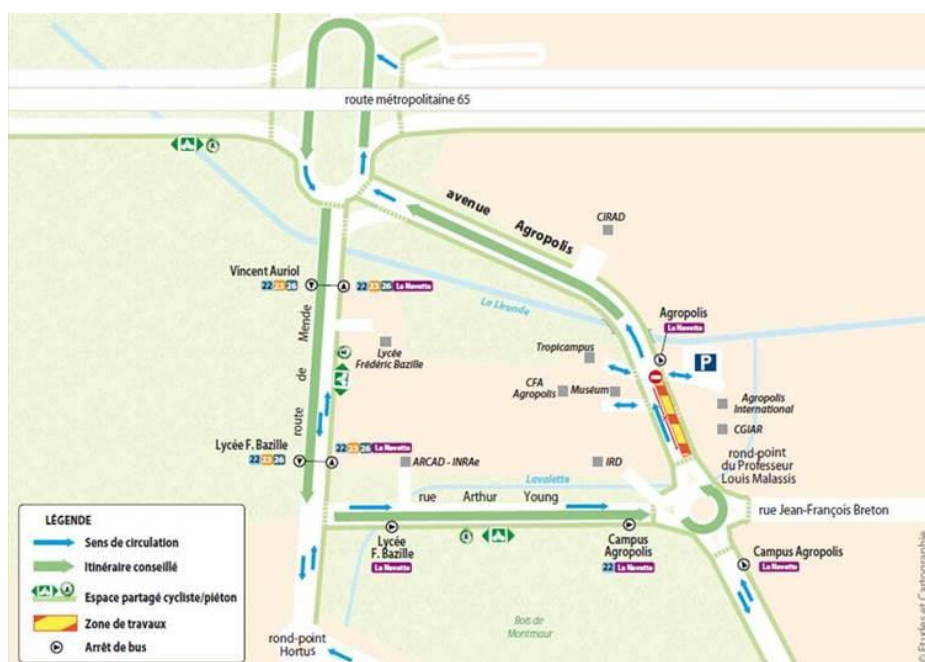 route métropolitaine 65
avenue Agropolis
CIRAD
Vincent Auriol
22 23 26
22 23 26 La Navette
La Lironde
Agropolis
La Navette
P
Tropicampus
Lycée
Frédéric Bazille
CFA
Agropolis
Muséum
Agropolis
International
CGIAR
route de Mende
Lycée F. Bazille
22 23 26
22 23 26 La Navette
ARCAD - INRAe
IRD
rond-point
du Professeur
Louis Malassis
Lavalette
rue Arthur Young
rue Jean-François Breton
Lycée
F. Bazille
La Navette
Campus
Agropolis
22 La Navette
Campus Agropolis
La Navette
LÉGENDE
Sens de circulation
Itinéraire conseillé
Espace partagé cycliste/piéton
Zone de travaux
Arrêt de bus
Bois de
Montmaur
rond-point
Hortus
© Etudes et Cartographie